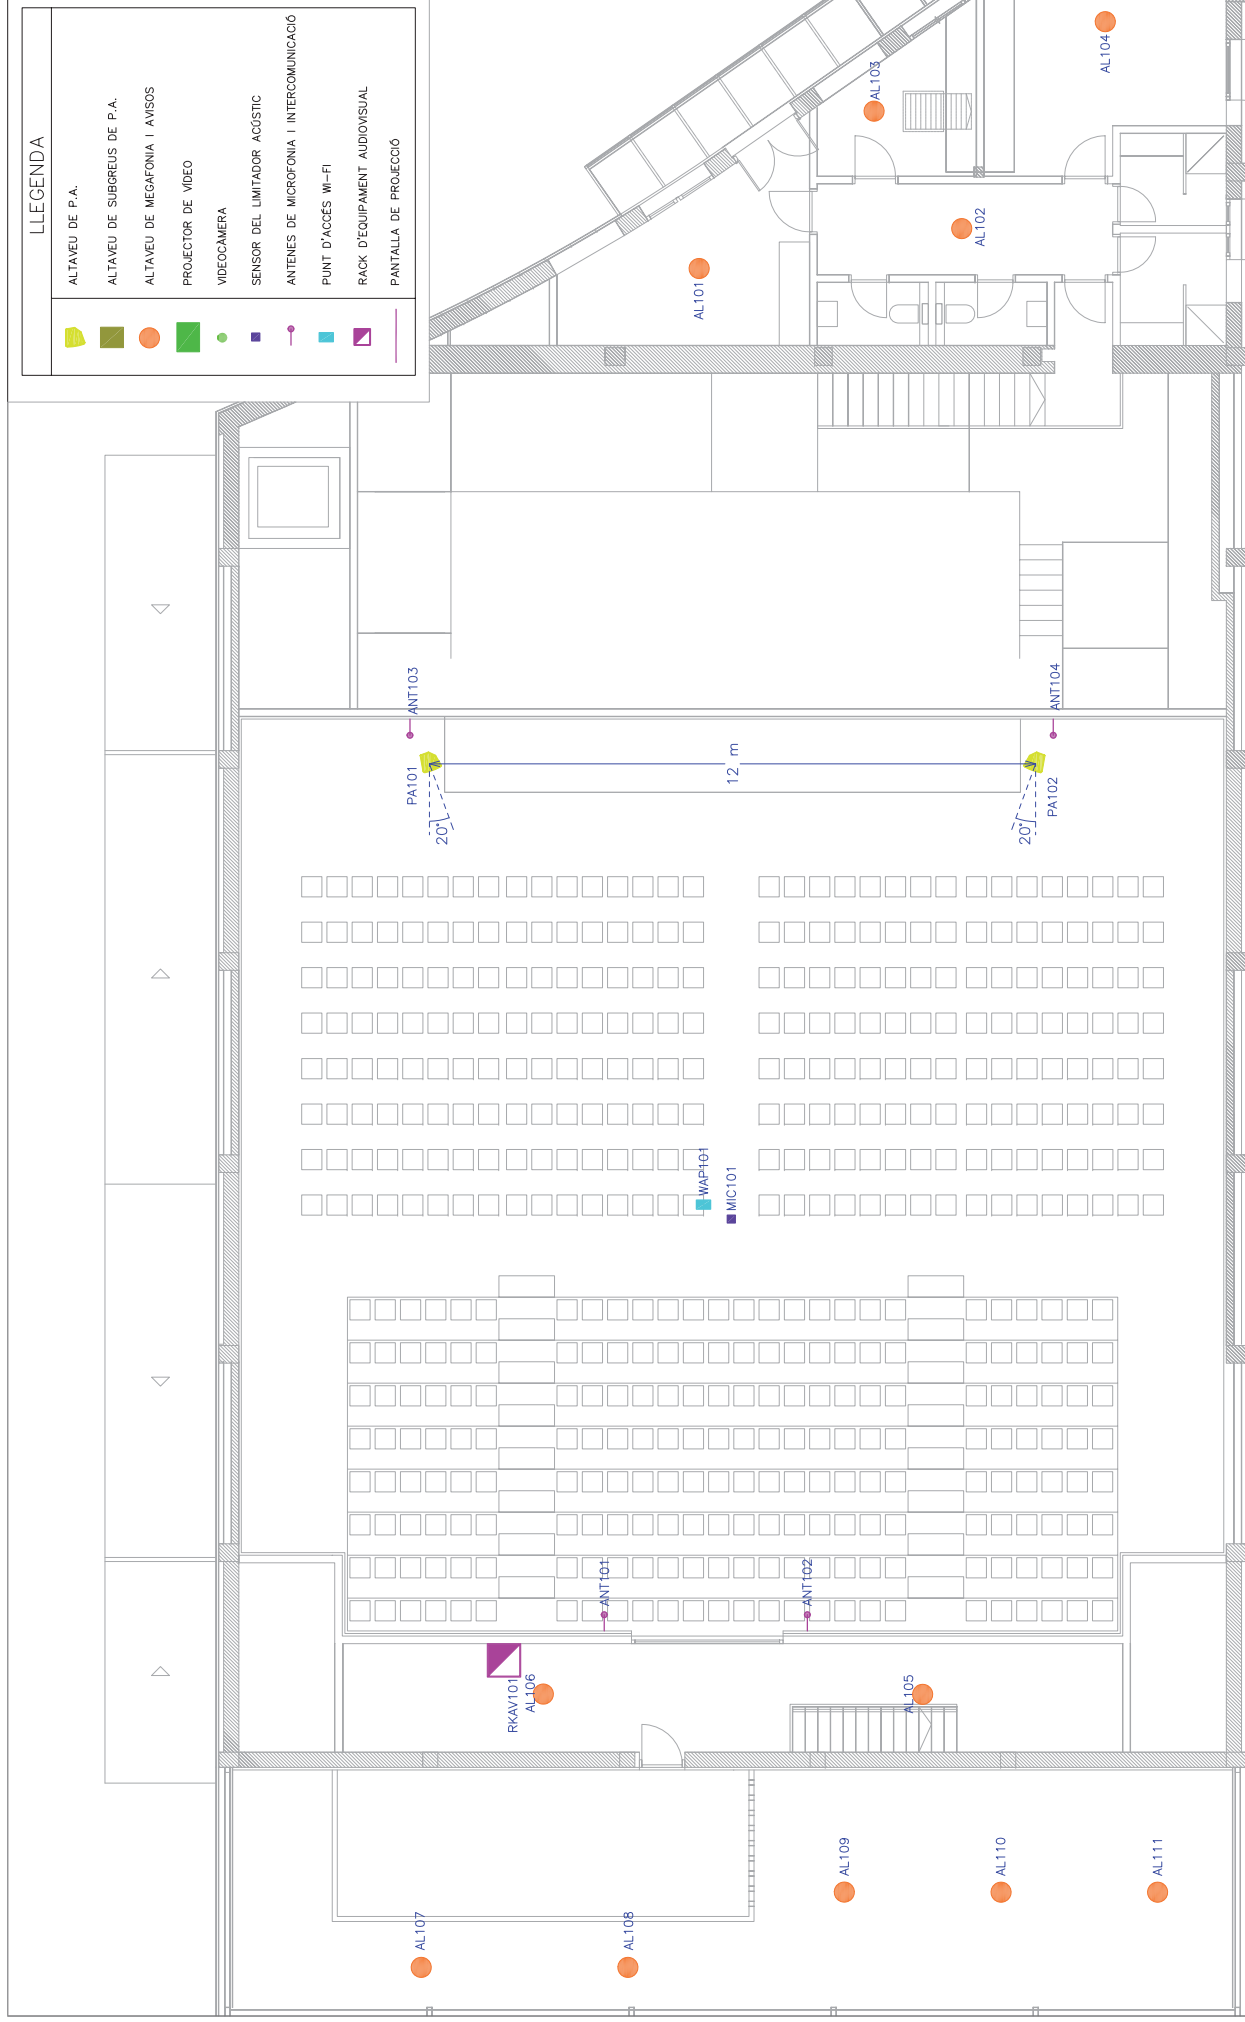 LLEGENDA
ALTAVEU DE P.A.
ALTAVEU DE SUBGREUS DE P.A.
ALTAVEU DE MEGAFONIA I AVISOS
PROJECTOR DE VÍDEO
VIDEOCÀMERA
SENSOR DEL LIMITADOR ACÚSTIC
ANTENES DE MICROFONIA I INTERCOMUNICACIÓ
PUNT D'ACCÉS WI-FI
RACK D'EQUIPAMENT AUDIOVISUAL
PANTALLA DE PROJECCIÓ
AL104
AL103
AL102
AL101
ANT103
ANT104
PA101
12 m
PA102
20°
20°
WAP101
MIC101
ANT101
ANT102
RKAV101
AL106
AL105
AL109
AL110
AL111
AL107
AL108